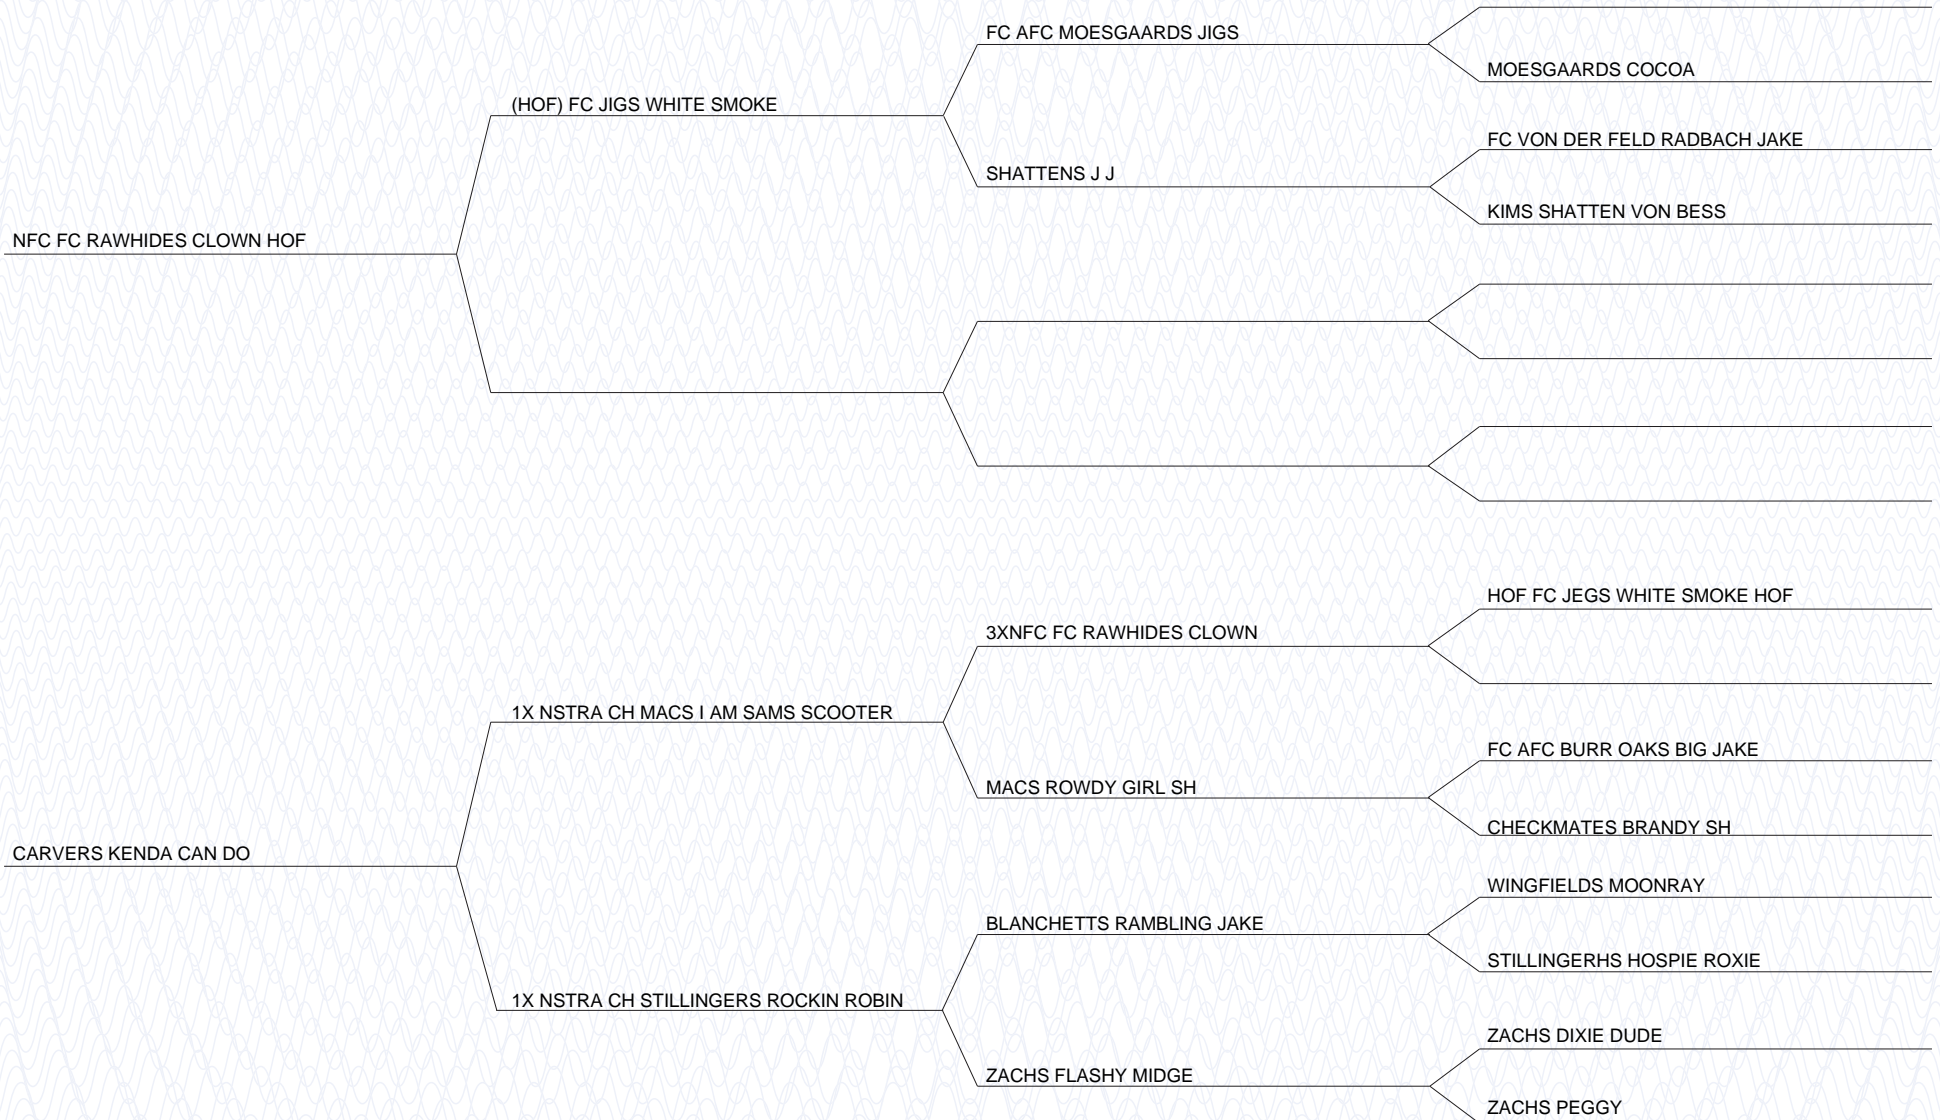 FC AFC MOESGAARDS JIGS
MOESGAARDS COCOA
(HOF) FC JIGS WHITE SMOKE
FC VON DER FELD RADBACH JAKE
SHATTENS J J
KIMS SHATTEN VON BESS
NFC FC RAWHIDES CLOWN HOF
HOF FC JEGS WHITE SMOKE HOF
3XNFC FC RAWHIDES CLOWN
1X NSTRA CH MACS I AM SAMS SCOOTER
FC AFC BURR OAKS BIG JAKE
MACS ROWDY GIRL SH
CHECKMATES BRANDY SH
CARVERS KENDA CAN DO
WINGFIELDS MOONRAY
BLANCHETTS RAMBLING JAKE
STILLINGERHS HOSPIE ROXIE
1X NSTRA CH STILLINGERS ROCKIN ROBIN
ZACHS DIXIE DUDE
ZACHS FLASHY MIDGE
ZACHS PEGGY